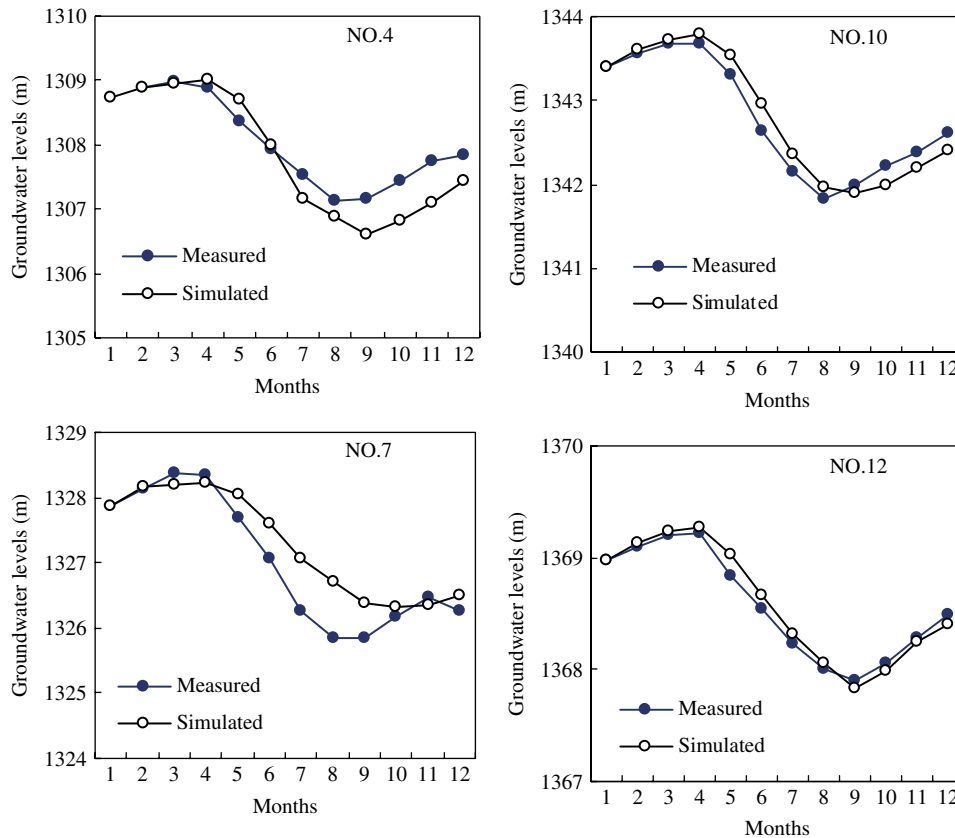 NO.4
Groundwater levels (m)
1310
1309
1308
1307
1306
1305
Measured
Simulated
1 2 3 4 5 6 7 8 9 10 11 12
Months
NO.10
Groundwater levels (m)
1344
1343
1342
1341
1340
Measured
Simulated
1 2 3 4 5 6 7 8 9 10 11 12
Months
NO.7
Groundwater levels (m)
1329
1328
1327
1326
1325
1324
Measured
Simulated
1 2 3 4 5 6 7 8 9 10 11 12
Months
NO.12
Groundwater levels (m)
1370
1369
1368
1367
Measured
Simulated
1 2 3 4 5 6 7 8 9 10 11 12
Months